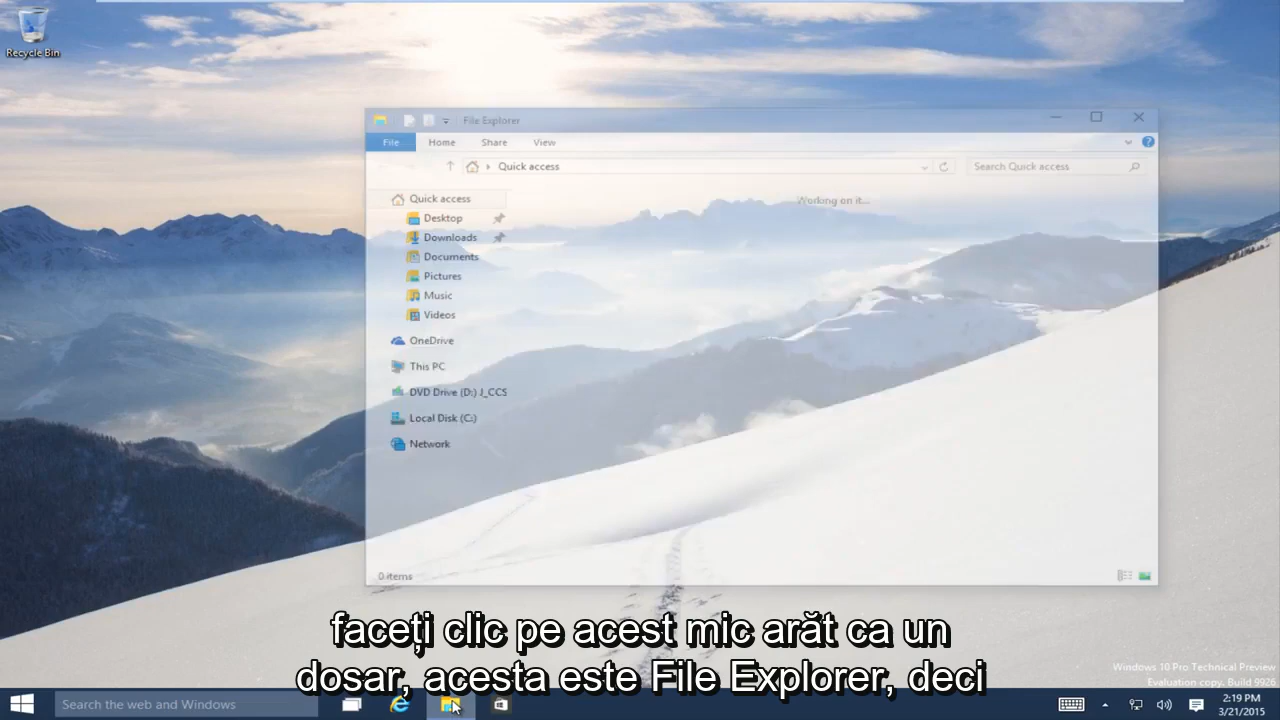 Recycle Bin
File Explorer
File Home Share View
Quick access
Search Quick access
Quick access
Working on it...
Desktop
Downloads
Documents
Pictures
Music
Videos
OneDrive
This PC
DVD Drive (D:) J_CCS
Local Disk (C:)
Network
0 items
faceți clic pe acest mic arăt ca un
dosar, acesta este File Explorer, deci
Windows 10 Pro Technical Preview
Evaluation copy. Build 9926
Search the web and Windows
2:19 PM
3/21/2015